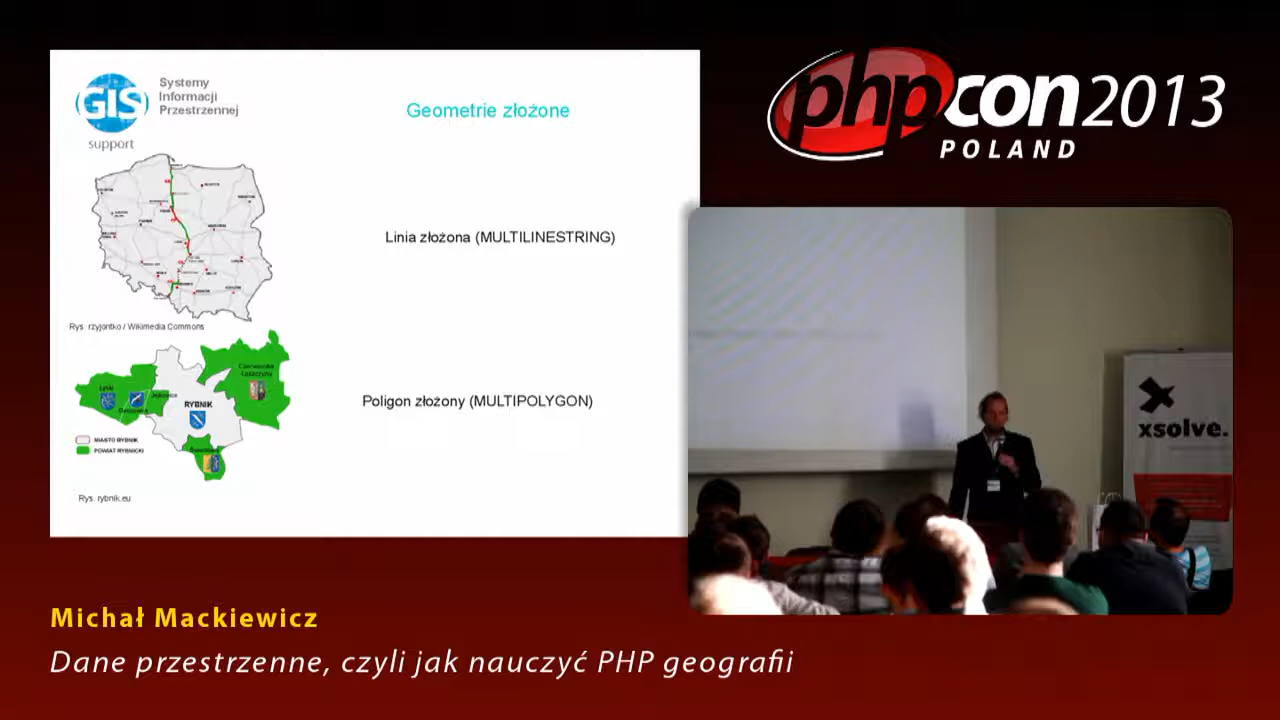 GIS
Systemy
Informacji
Przestrzennej
support
Geometrie złożone
Linia złożona (MULTILINESTRING)
Rys. rzyjontko / Wikimedia Commons
Poligon złożony (MULTIPOLYGON)
RYBNIK
MIASTO RYBNIK
POWIAT RYBNICKI
Rys. rybnik.eu
phpcon2013
POLAND
xsolve.
Michał Mackiewicz
Dane przestrzenne, czyli jak nauczyć PHP geografii